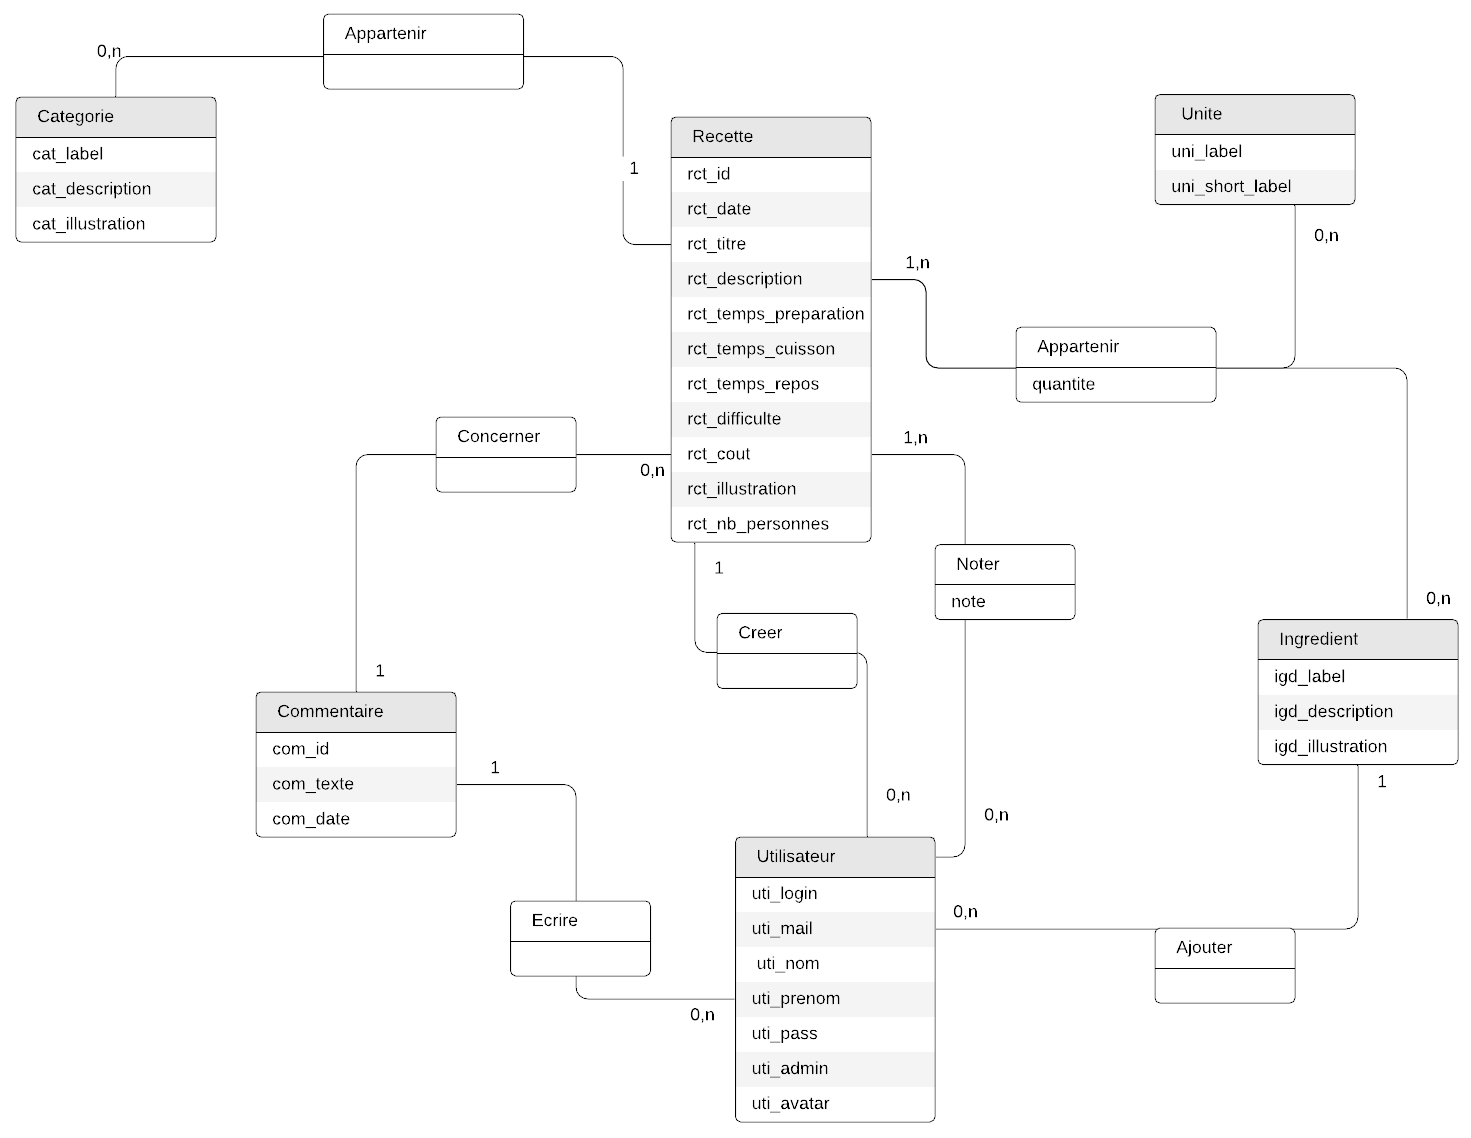 Appartenir
0,n
Categorie
cat_label
cat_description
cat_illustration
1
Recette
rct_id
rct_date
rct_titre
rct_description
rct_temps_preparation
rct_temps_cuisson
rct_temps_repos
rct_difficulte
rct_cout
rct_illustration
rct_nb_personnes
Unite
uni_label
uni_short_label
0,n
1,n
Appartenir
quantite
Concerner
0,n
1,n
Noter
note
1
Creer
0,n
Ingredient
igd_label
igd_description
igd_illustration
1
1
Commentaire
com_id
com_texte
com_date
1
0,n
0,n
Utilisateur
uti_login
uti_mail
uti_nom
uti_prenom
uti_pass
uti_admin
uti_avatar
0,n
Ajouter
Ecrire
0,n